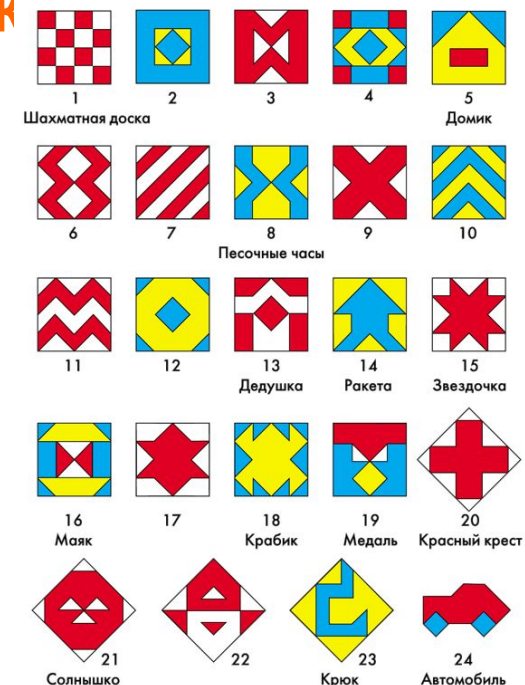 К
1 2 3 4 5
Шахматная доска Домик
6 7 8 9 10
Песочные часы
11 12 13 14 15
Дедушка Ракета Звездочка
16 17 18 19 20
Маяк Крабик Медаль Красный крест
21 22 23 24
Солнышко Крюк Автомобиль